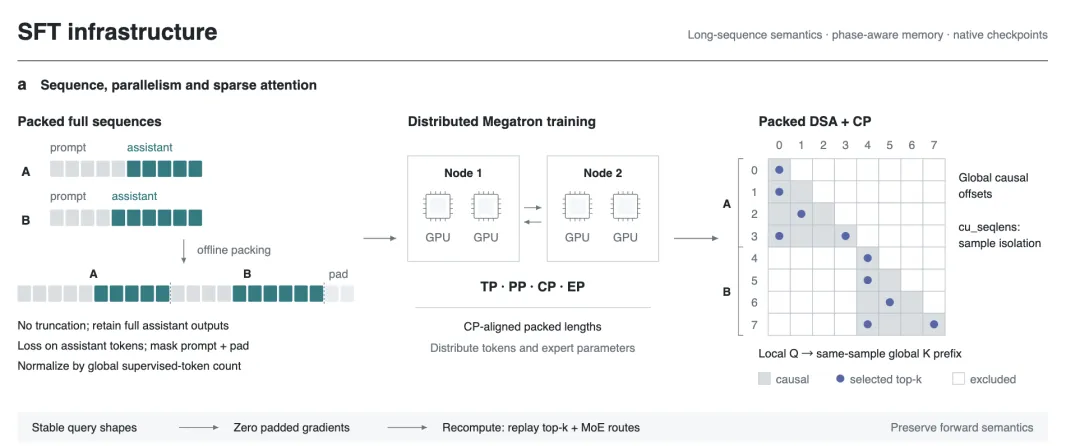 SFT infrastructure
Long-sequence semantics · phase-aware memory · native checkpoints
a Sequence, parallelism and sparse attention
Packed full sequences
prompt assistant
A
prompt assistant
B
offline packing
A B pad
No truncation; retain full assistant outputs
Loss on assistant tokens; mask prompt + pad
Normalize by global supervised-token count
Distributed Megatron training
Node 1 Node 2
GPU GPU GPU GPU
TP · PP · CP · EP
CP-aligned packed lengths
Distribute tokens and expert parameters
Packed DSA + CP
0 1 2 3 4 5 6 7
0
1
A 2
3
4
5
B 6
7
Global causal
offsets
cu_seqlens:
sample isolation
Local Q → same-sample global K prefix
causal selected top-k excluded
Stable query shapes → Zero padded gradients → Recompute: replay top-k + MoE routes
Preserve forward semantics